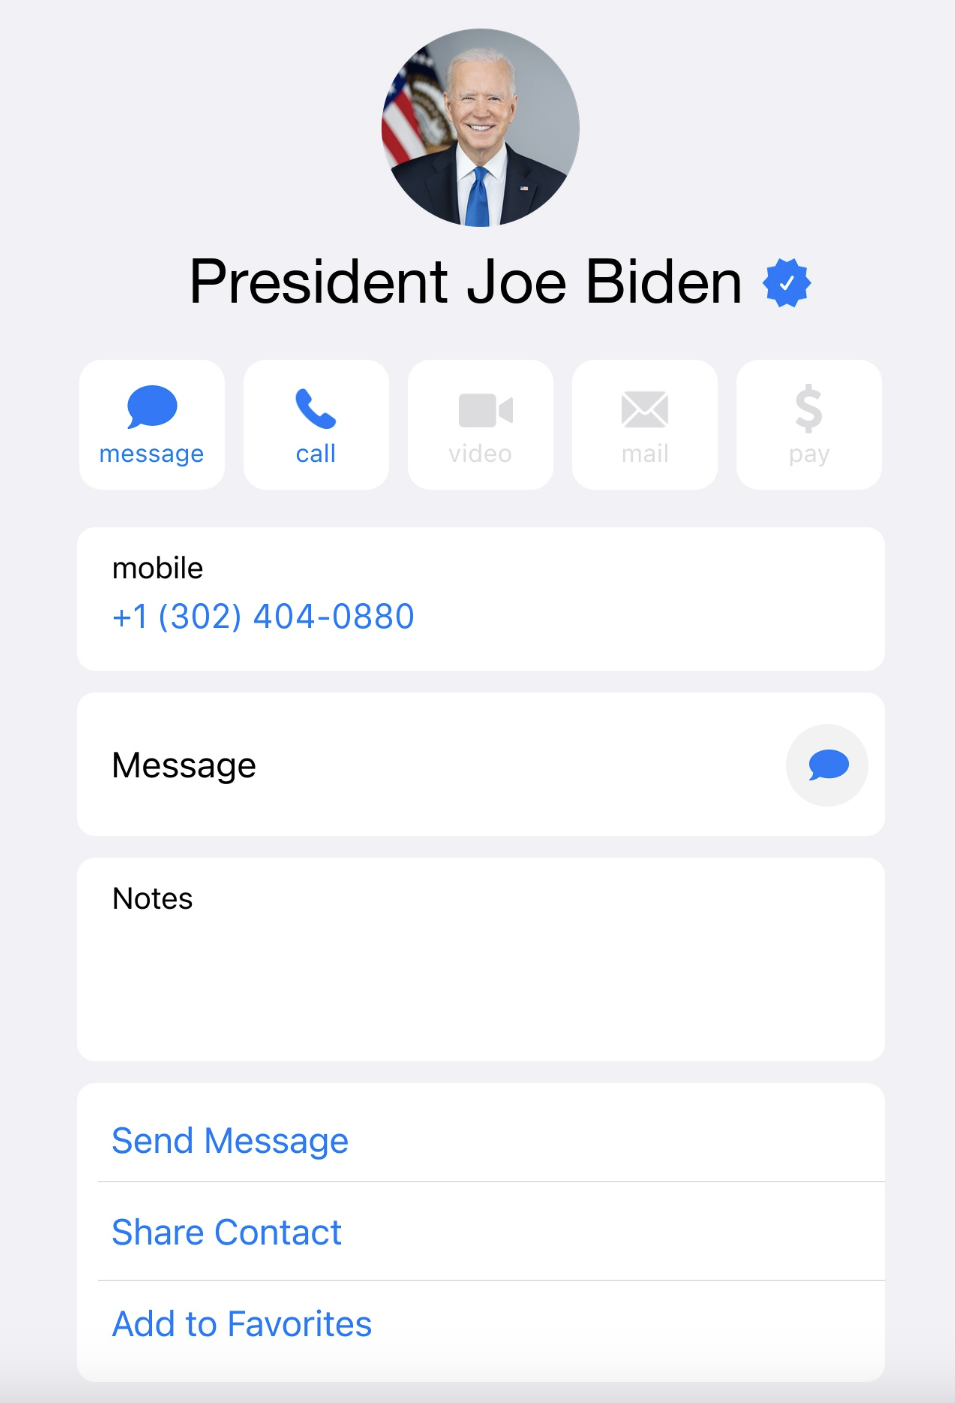 President Joe Biden
message
call
video
mail
pay
mobile
+1 (302) 404-0880
Message
Notes
Send Message
Share Contact
Add to Favorites